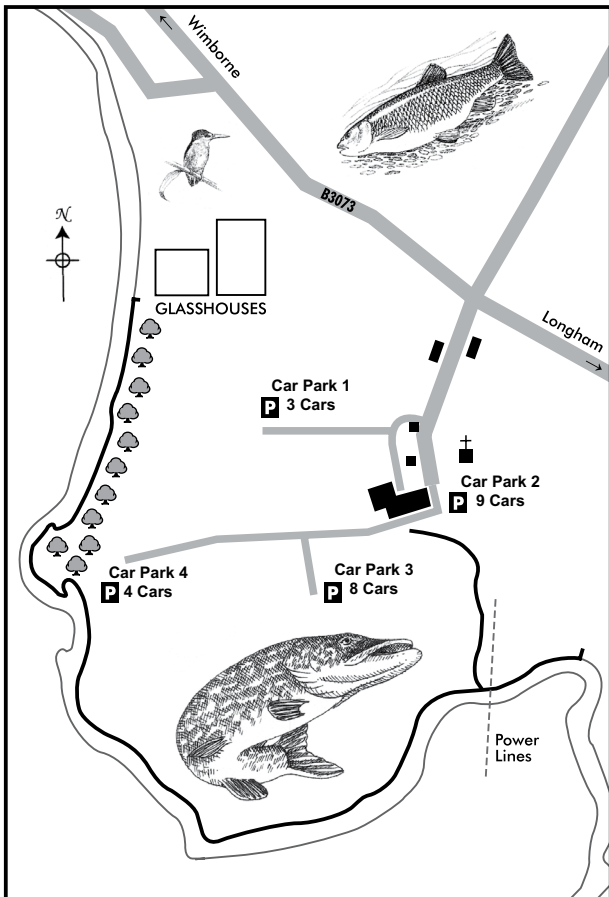 Wimborne
B3073
N
GLASSHOUSES
Longham
Car Park 1
P 3 Cars
Car Park 2
P 9 Cars
Car Park 4
P 4 Cars
Car Park 3
P 8 Cars
Power
Lines